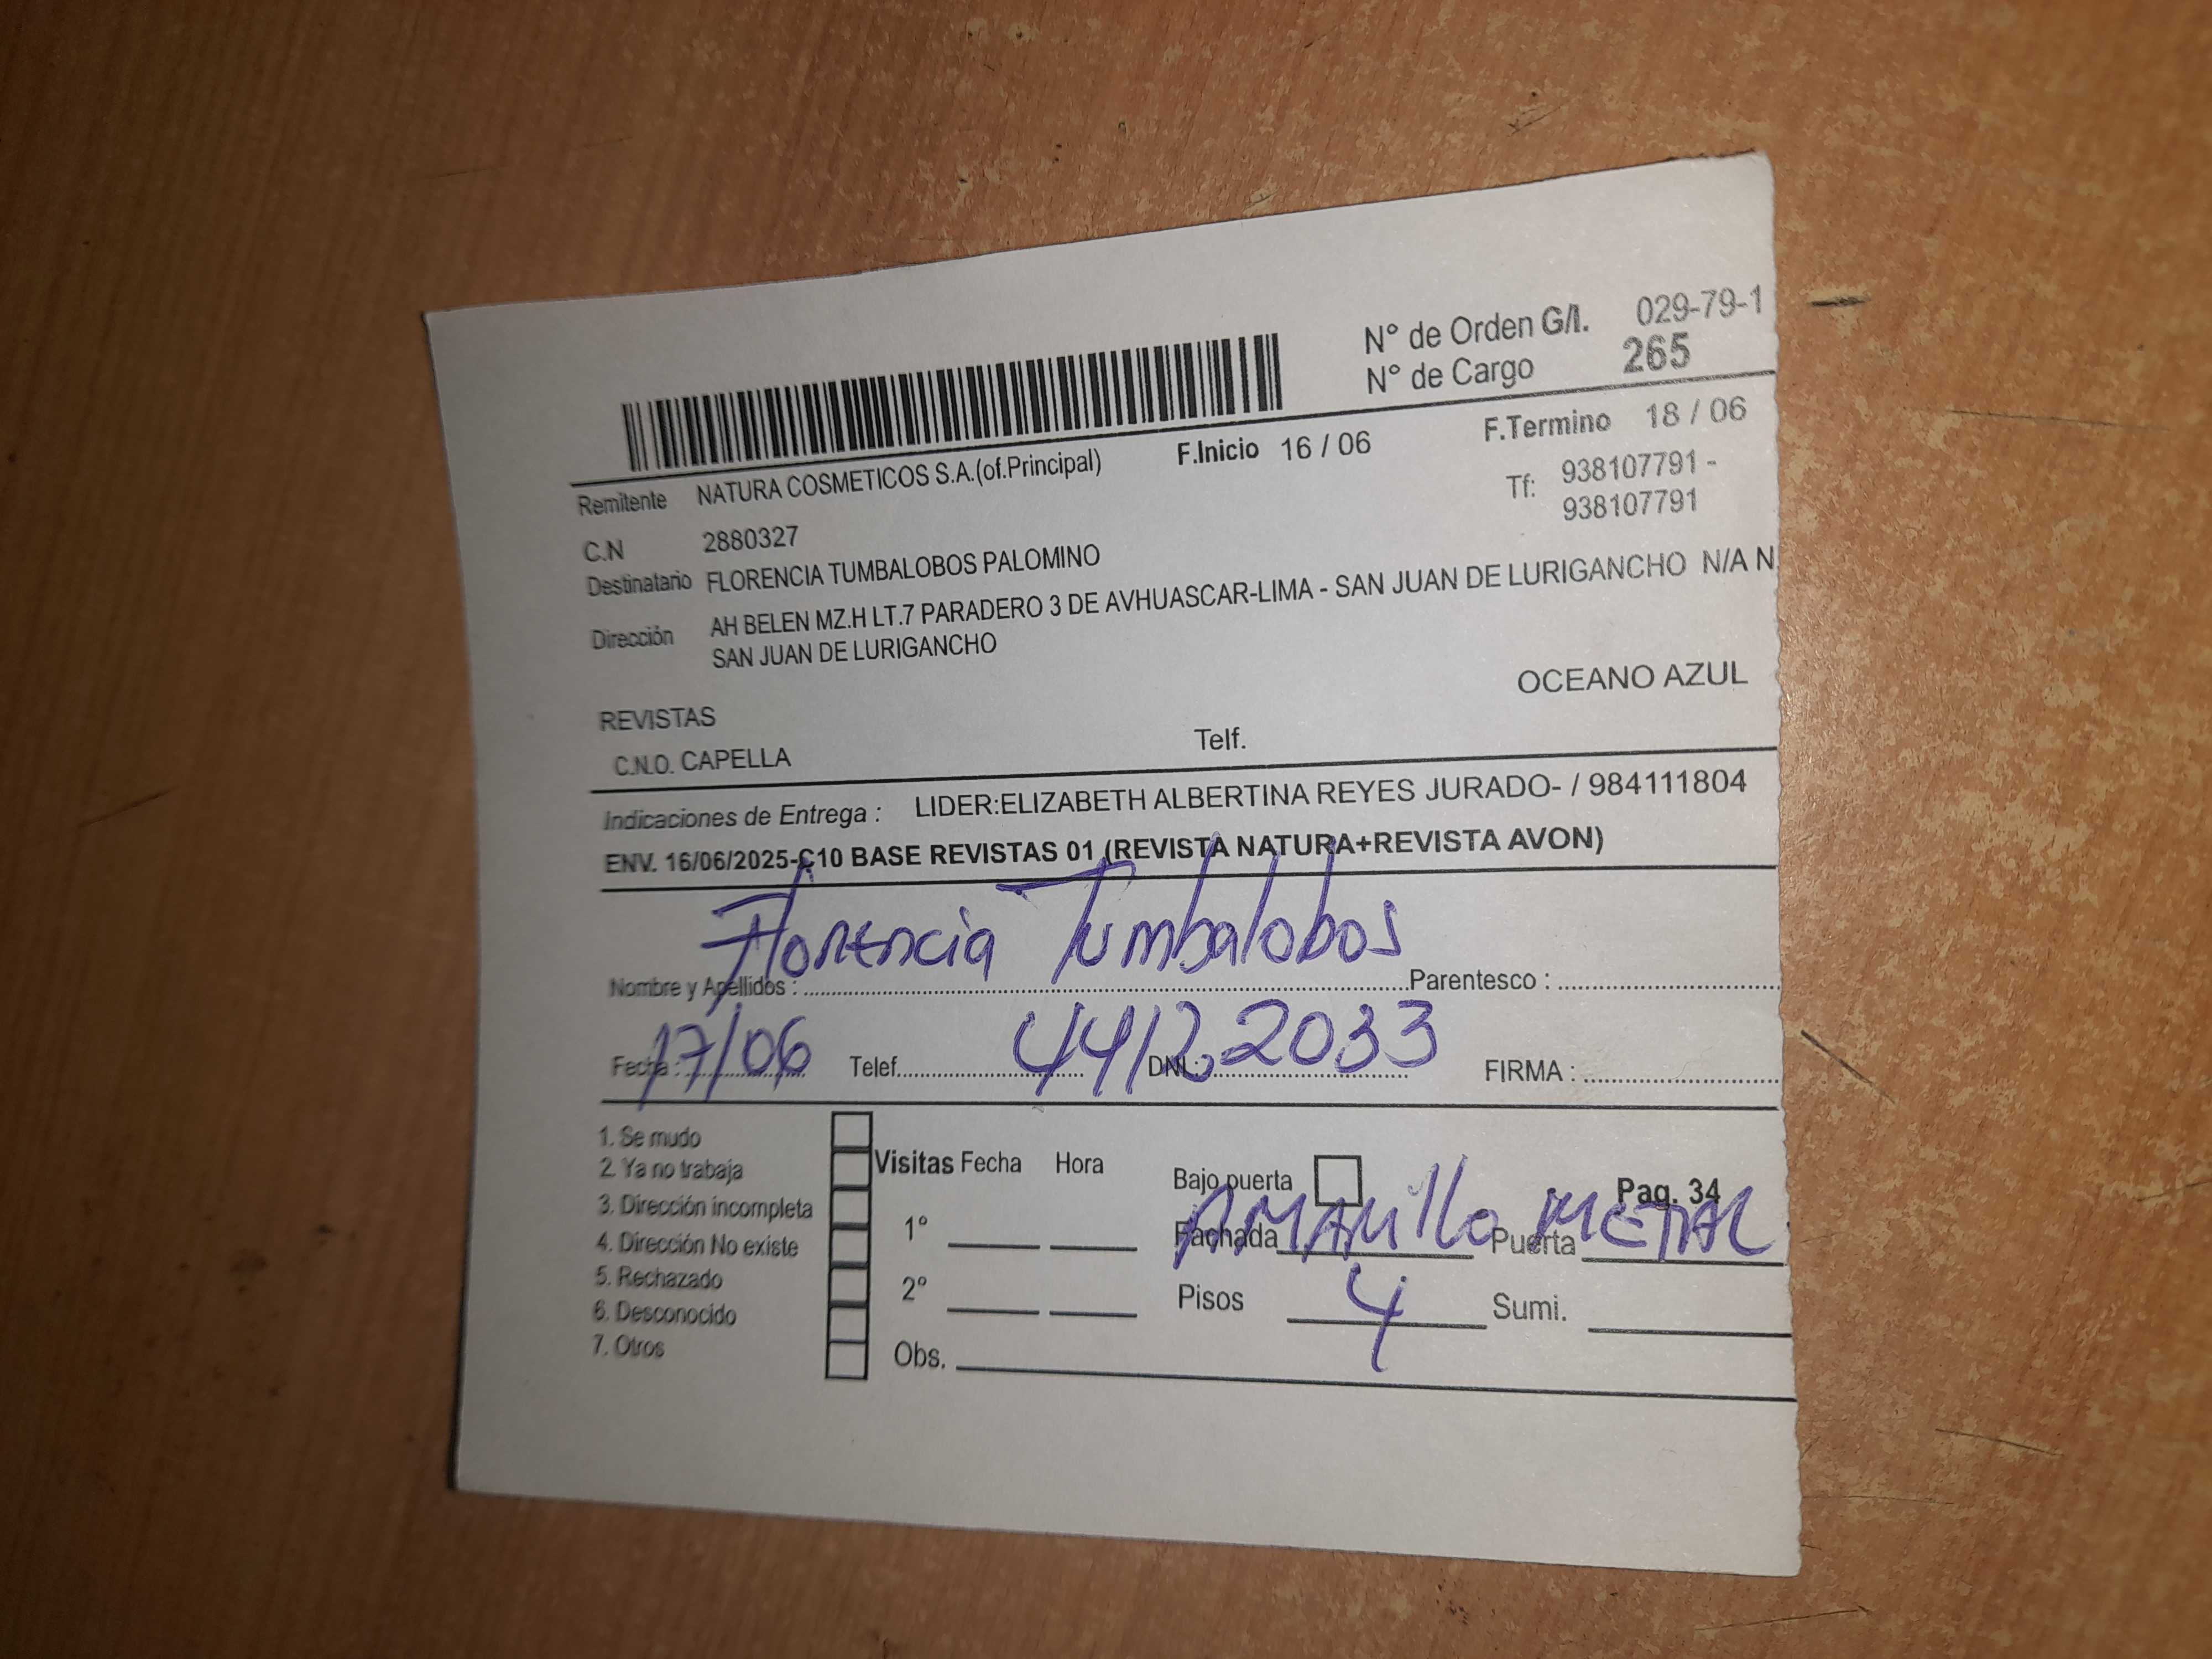 N° de Orden G/I. 029-79-1
N° de Cargo 265
F.Inicio 16 / 06 F.Termino 18 / 06
Remitente NATURA COSMETICOS S.A.(of.Principal) Tf: 938107791 -
938107791
C.N 2880327
Destinatario FLORENCIA TUMBALOBOS PALOMINO
Dirección AH BELEN MZ.H LT.7 PARADERO 3 DE AVHUASCAR-LIMA - SAN JUAN DE LURIGANCHO N/A N
SAN JUAN DE LURIGANCHO
OCEANO AZUL
REVISTAS
C.N.O. CAPELLA Telf.
Indicaciones de Entrega : LIDER:ELIZABETH ALBERTINA REYES JURADO- / 984111804
ENV. 16/06/2025-C10 BASE REVISTAS 01 (REVISTA NATURA+REVISTA AVON)
Florencia Tumbalobos
Nombre y Apellidos : Parentesco :
Fecha : 17/06 Telef. DNI.: 44122033 FIRMA :
1. Se mudo
2. Ya no trabaja
3. Dirección incompleta
4. Dirección No existe
5. Rechazado
6. Desconocido
7. Otros
Visitas Fecha Hora
1°
2°
Obs.
Bajo puerta Pag. 34
Fachada AMARILLO Puerta METAL
Pisos 4 Sumi.